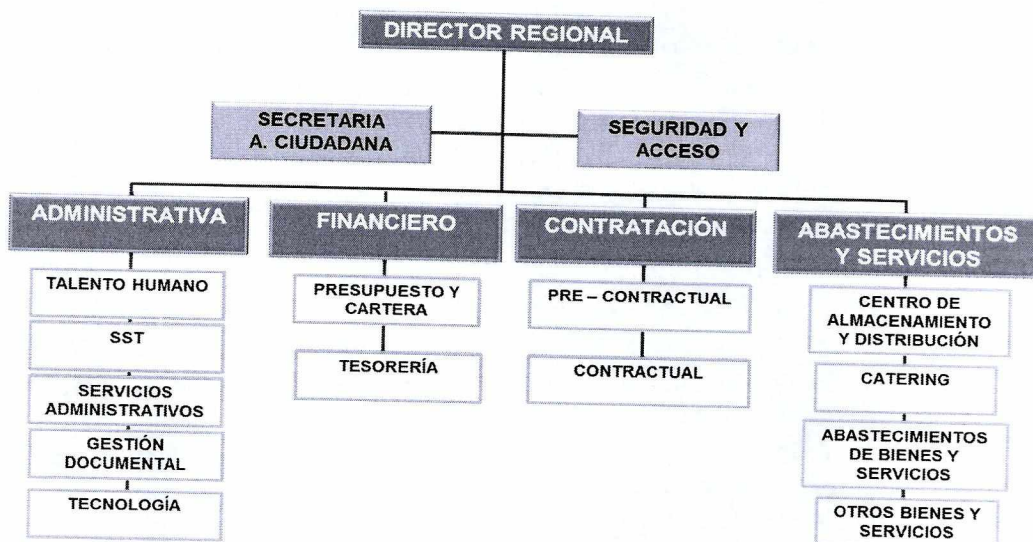 DIRECTOR REGIONAL
SECRETARIA
A. CIUDADANA
SEGURIDAD Y
ACCESO
ADMINISTRATIVA
TALENTO HUMANO
SST
SERVICIOS
ADMINISTRATIVOS
GESTIÓN
DOCUMENTAL
TECNOLOGÍA
FINANCIERO
PRESUPUESTO Y
CARTERA
TESORERÍA
CONTRATACIÓN
PRE – CONTRACTUAL
CONTRACTUAL
ABASTECIMIENTOS
Y SERVICIOS
CENTRO DE
ALMACENAMIENTO
Y DISTRIBUCIÓN
CATERING
ABASTECIMIENTOS
DE BIENES Y
SERVICIOS
OTROS BIENES Y
SERVICIOS